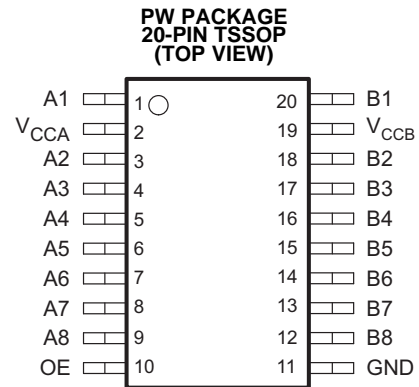 PW PACKAGE
20-PIN TSSOP
(TOP VIEW)
A1 1 20 B1
VCCA 2 19 VCCB
A2 3 18 B2
A3 4 17 B3
A4 5 16 B4
A5 6 15 B5
A6 7 14 B6
A7 8 13 B7
A8 9 12 B8
OE 10 11 GND